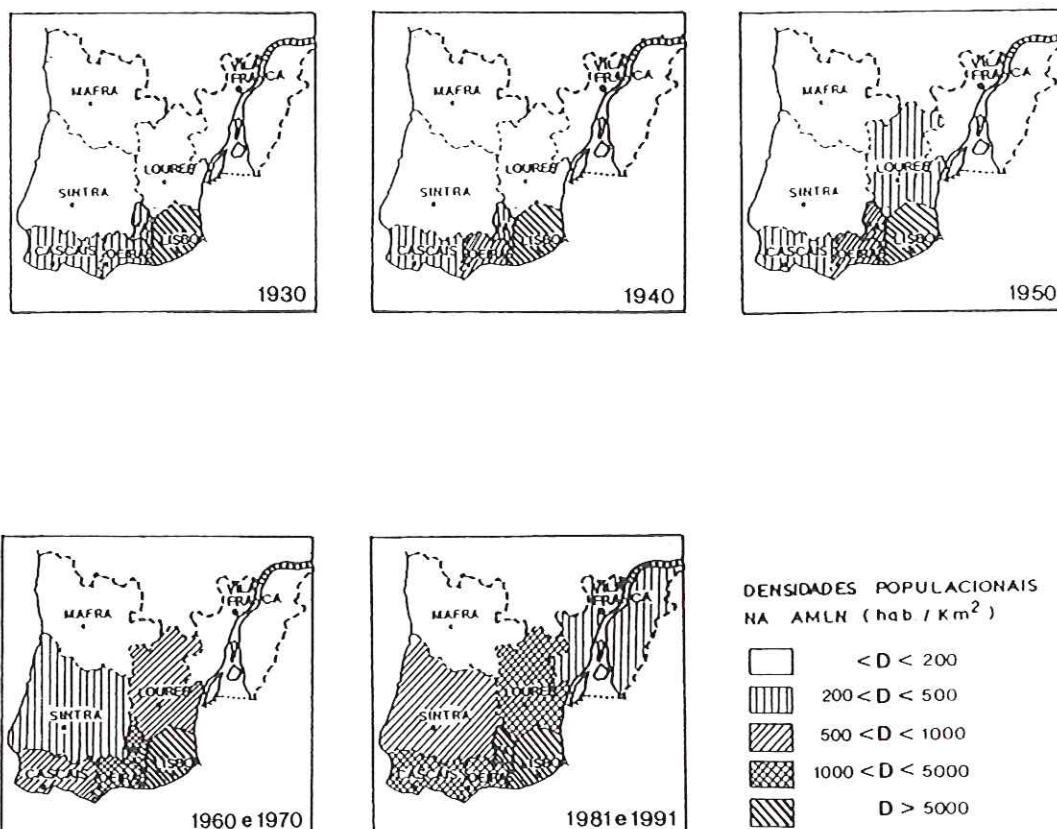 MAFRA
VILA
FRANCA
SINTRA
LOURES
CASCAIS
OEIRAS
LISBOA
1930
MAFRA
VILA
FRANCA
SINTRA
LOURES
CASCAIS
OEIRAS
LISBOA
1940
MAFRA
VILA
FRANCA
SINTRA
LOURES
CASCAIS
OEIRAS
LISBOA
1950
MAFRA
VILA
FRANCA
SINTRA
LOURES
CASCAIS
OEIRAS
LISBOA
1960 e 1970
MAFRA
VILA
FRANCA
SINTRA
LOURES
CASCAIS
OEIRAS
LISBOA
1981 e 1991
DENSIDADES POPULACIONAIS
NA AMLN (hab. / Km²)
< D < 200
200 < D < 500
500 < D < 1000
1000 < D < 5000
D > 5000